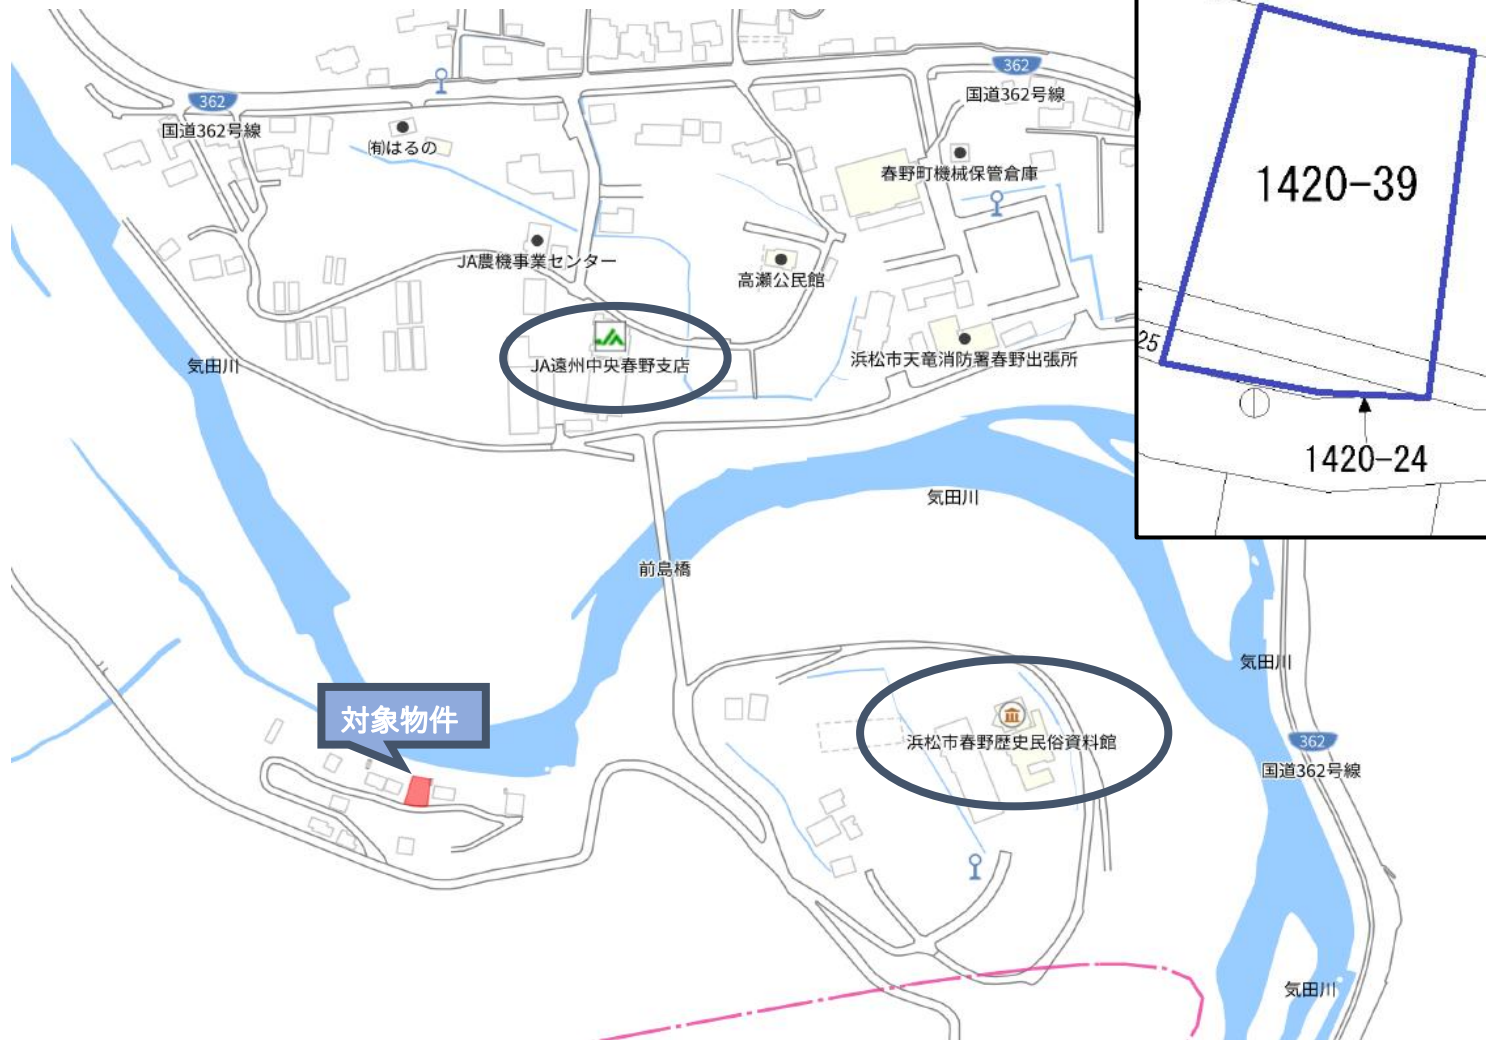 362
国道362号線
㈲はるの
362
国道362号線
春野町機械保管倉庫
JA農機事業センター
高瀬公民館
JA遠州中央春野支店
浜松市天竜消防署春野出張所
気田川
気田川
前島橋
気田川
対象物件
浜松市春野歴史民俗資料館
362
国道362号線
気田川
1420-39
25
1420-24